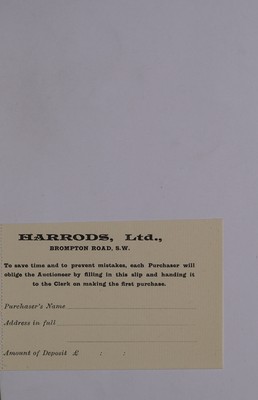 HARRODS, Ltd.,
BROMPTON ROAD, S.W.
To save time and to prevent mistakes, each Purchaser will
oblige the Auctioneer by filling in this slip and handing it
to the Clerk on making the first purchase.
Purchaser's Name
Address in full
Amount of Deposit £ : :